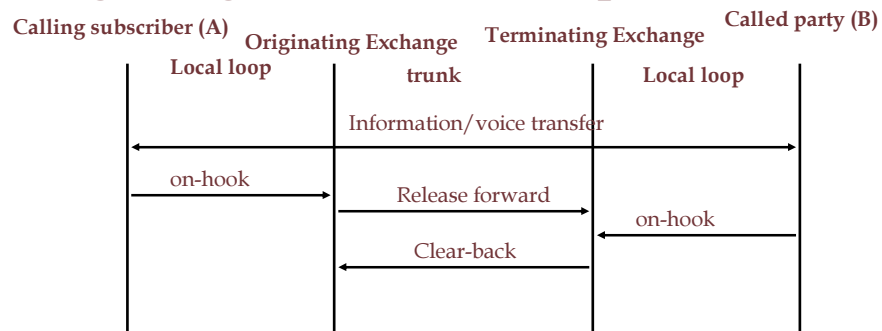 Calling subscriber (A)
Originating Exchange
Terminating Exchange
Called party (B)
Local loop
trunk
Local loop
Information/voice transfer
on-hook
Release forward
on-hook
Clear-back